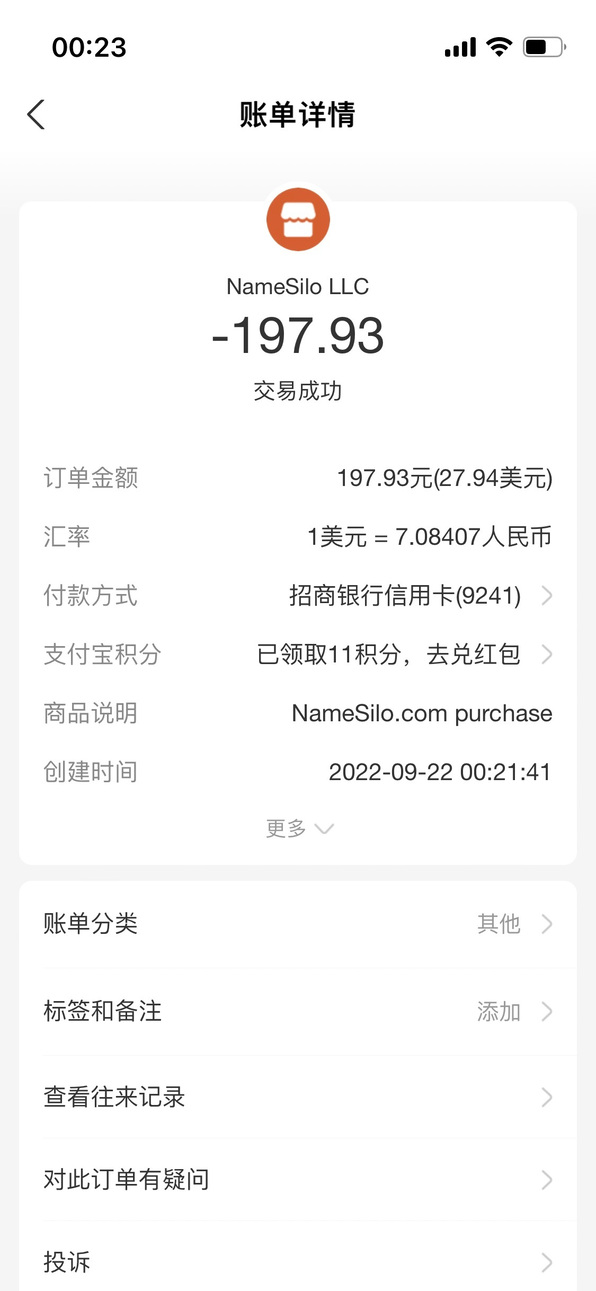 00:23
账单详情
NameSilo LLC
-197.93
交易成功
订单金额 197.93元(27.94美元)
汇率 1美元 = 7.08407人民币
付款方式 招商银行信用卡(9241)
支付宝积分 已领取11积分，去兑红包
商品说明 NameSilo.com purchase
创建时间 2022-09-22 00:21:41
更多
账单分类 其他
标签和备注 添加
查看往来记录
对此订单有疑问
投诉